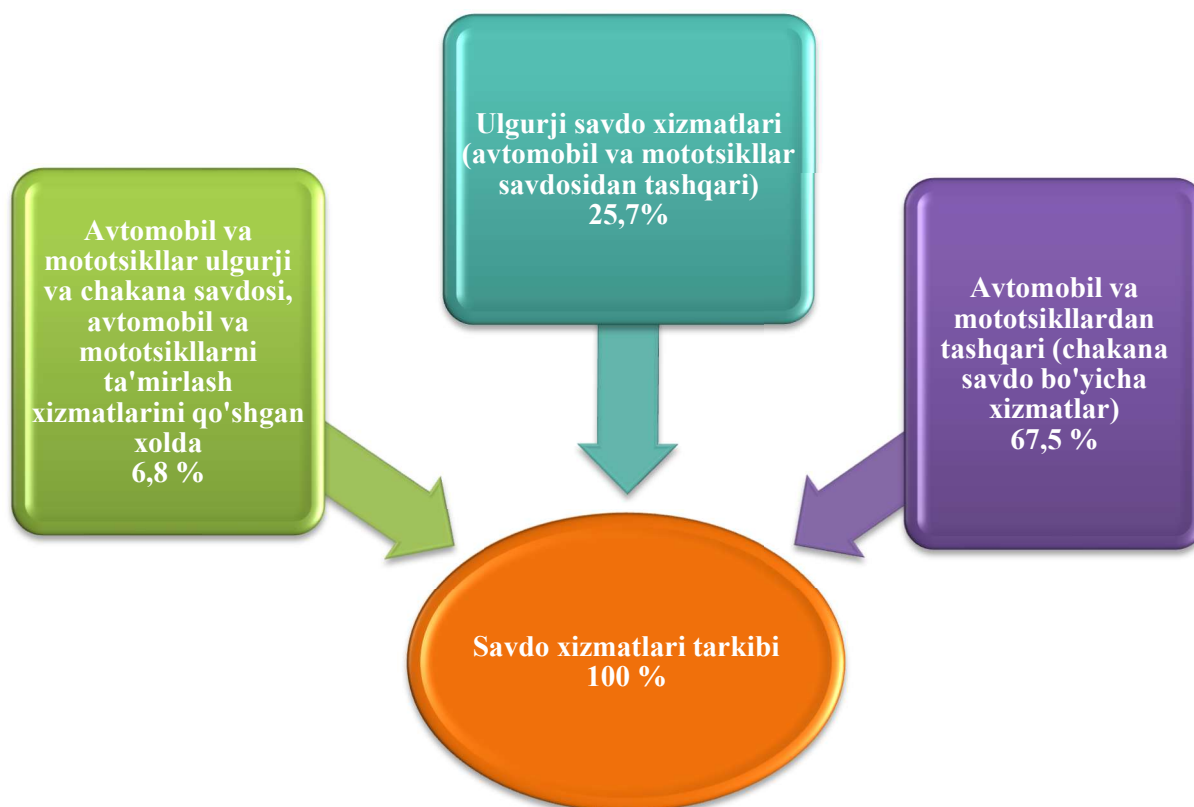 Ulgurji savdo xizmatlari
(avtomobil va mototsikllar
savdosidan tashqari)
25,7%
Avtomobil va
mototsikllar ulgurji
va chakana savdosi,
avtomobil va
mototsikllarni
ta'mirlash
xizmatlarini qo'shgan
xolda
6,8 %
Avtomobil va
mototsikllardan
tashqari (chakana
savdo bo'yicha
xizmatlar)
67,5 %
Savdo xizmatlari tarkibi
100 %